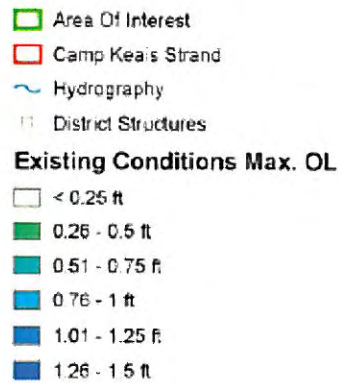 Area Of Interest
Camp Keais Strand
Hydrography
District Structures
Existing Conditions Max. OL
< 0.25 ft
0.26 - 0.5 ft
0.51 - 0.75 ft
0.76 - 1 ft
1.01 - 1.25 ft
1.26 - 1.5 ft